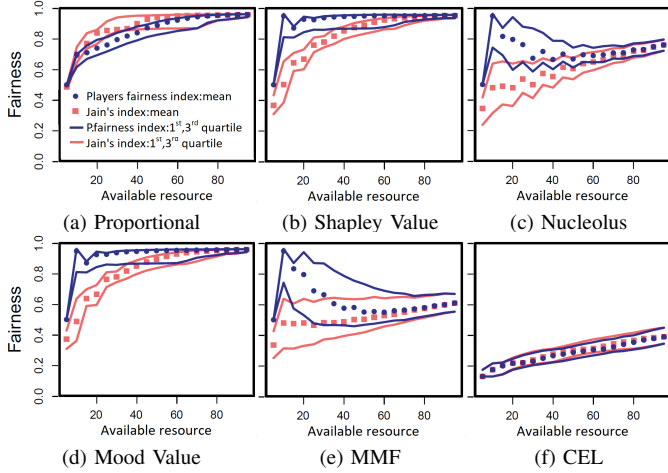 Fairness
0.0 0.2 0.4 0.6 0.8 1.0
Players fairness index:mean
Jain's index:mean
P.fairness index:1st,3rd quartile
Jain's index:1st,3rd quartile
20 40 60 80
20 40 60 80
20 40 60 80
Available resource
Available resource
Available resource
(a) Proportional
(b) Shapley Value
(c) Nucleolus
Fairness
0.0 0.2 0.4 0.6 0.8 1.0
20 40 60 80
20 40 60 80
20 40 60 80
Available resource
Available resource
Available resource
(d) Mood Value
(e) MMF
(f) CEL